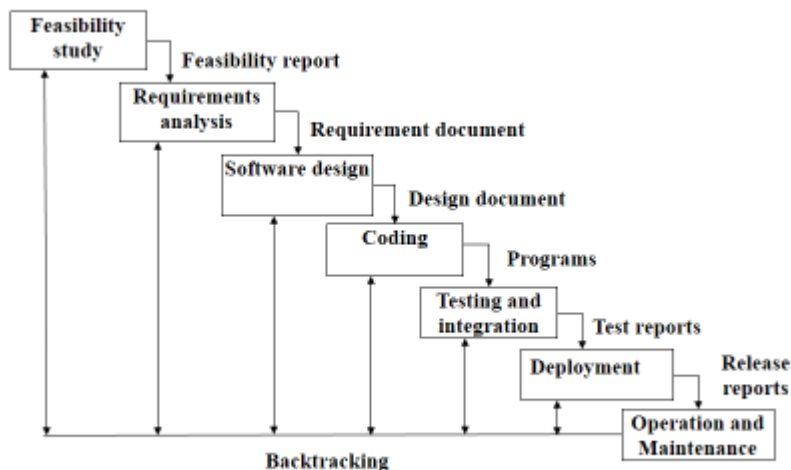 Feasibility
study
Feasibility report
Requirements
analysis
Requirement document
Software design
Design document
Coding
Programs
Testing and
integration
Test reports
Deployment
Release
reports
Operation and
Maintenance
Backtracking